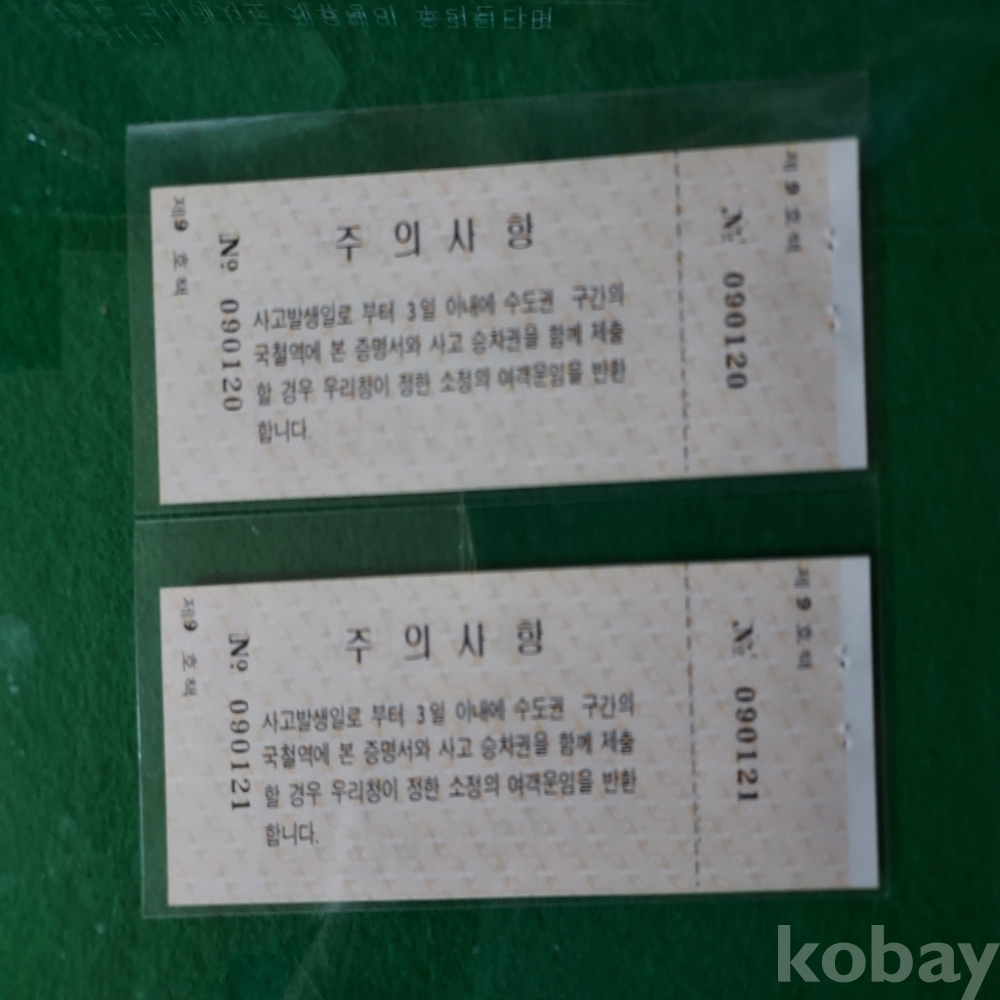 제9 호 책
№ 090120
주 의 사 항
사고발생일로 부터 3일 이내에 수도권 구간의
국철역에 본 증명서와 사고 승차권을 함께 제출
할 경우 우리청이 정한 소정의 여객운임을 반환
합니다.
№ 090120
제 9 호 책
제9 호 책
№ 090121
주 의 사 항
사고발생일로 부터 3일 이내에 수도권 구간의
국철역에 본 증명서와 사고 승차권을 함께 제출
할 경우 우리청이 정한 소정의 여객운임을 반환
합니다.
№ 090121
제 9 호 책
kobay